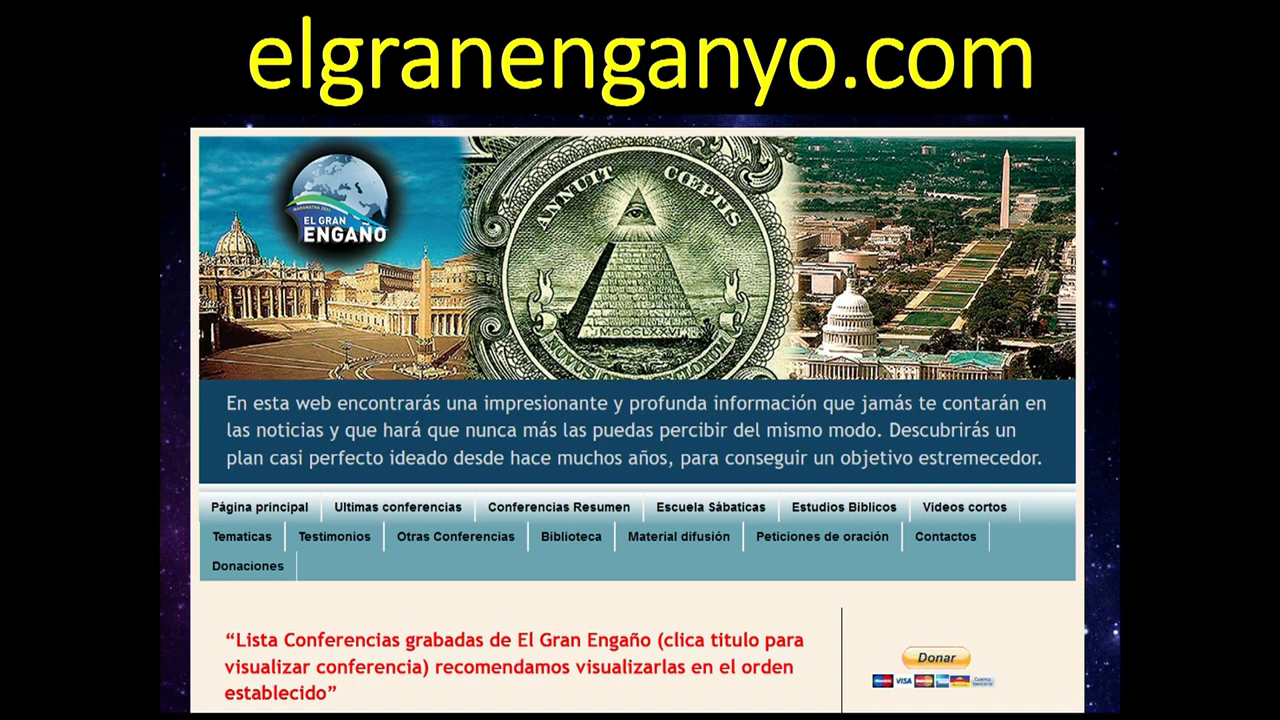 elgranenganyo.com
ANNUIT CŒPTIS
MARANATHA 2031
EL GRAN
ENGAÑO
MDCCLXXVI
En esta web encontrarás una impresionante y profunda información que jamás te contarán en
las noticias y que hará que nunca más las puedas percibir del mismo modo. Descubrirás un
plan casi perfecto ideado desde hace muchos años, para conseguir un objetivo estremecedor.
Página principal Ultimas conferencias Conferencias Resumen Escuela Sábaticas Estudios Biblicos Videos cortos
Tematicas Testimonios Otras Conferencias Biblioteca Material difusión Peticiones de oración Contactos
Donaciones
“Lista Conferencias grabadas de El Gran Engaño (clica titulo para
visualizar conferencia) recomendamos visualizarlas en el orden
establecido”
Donar
VISA